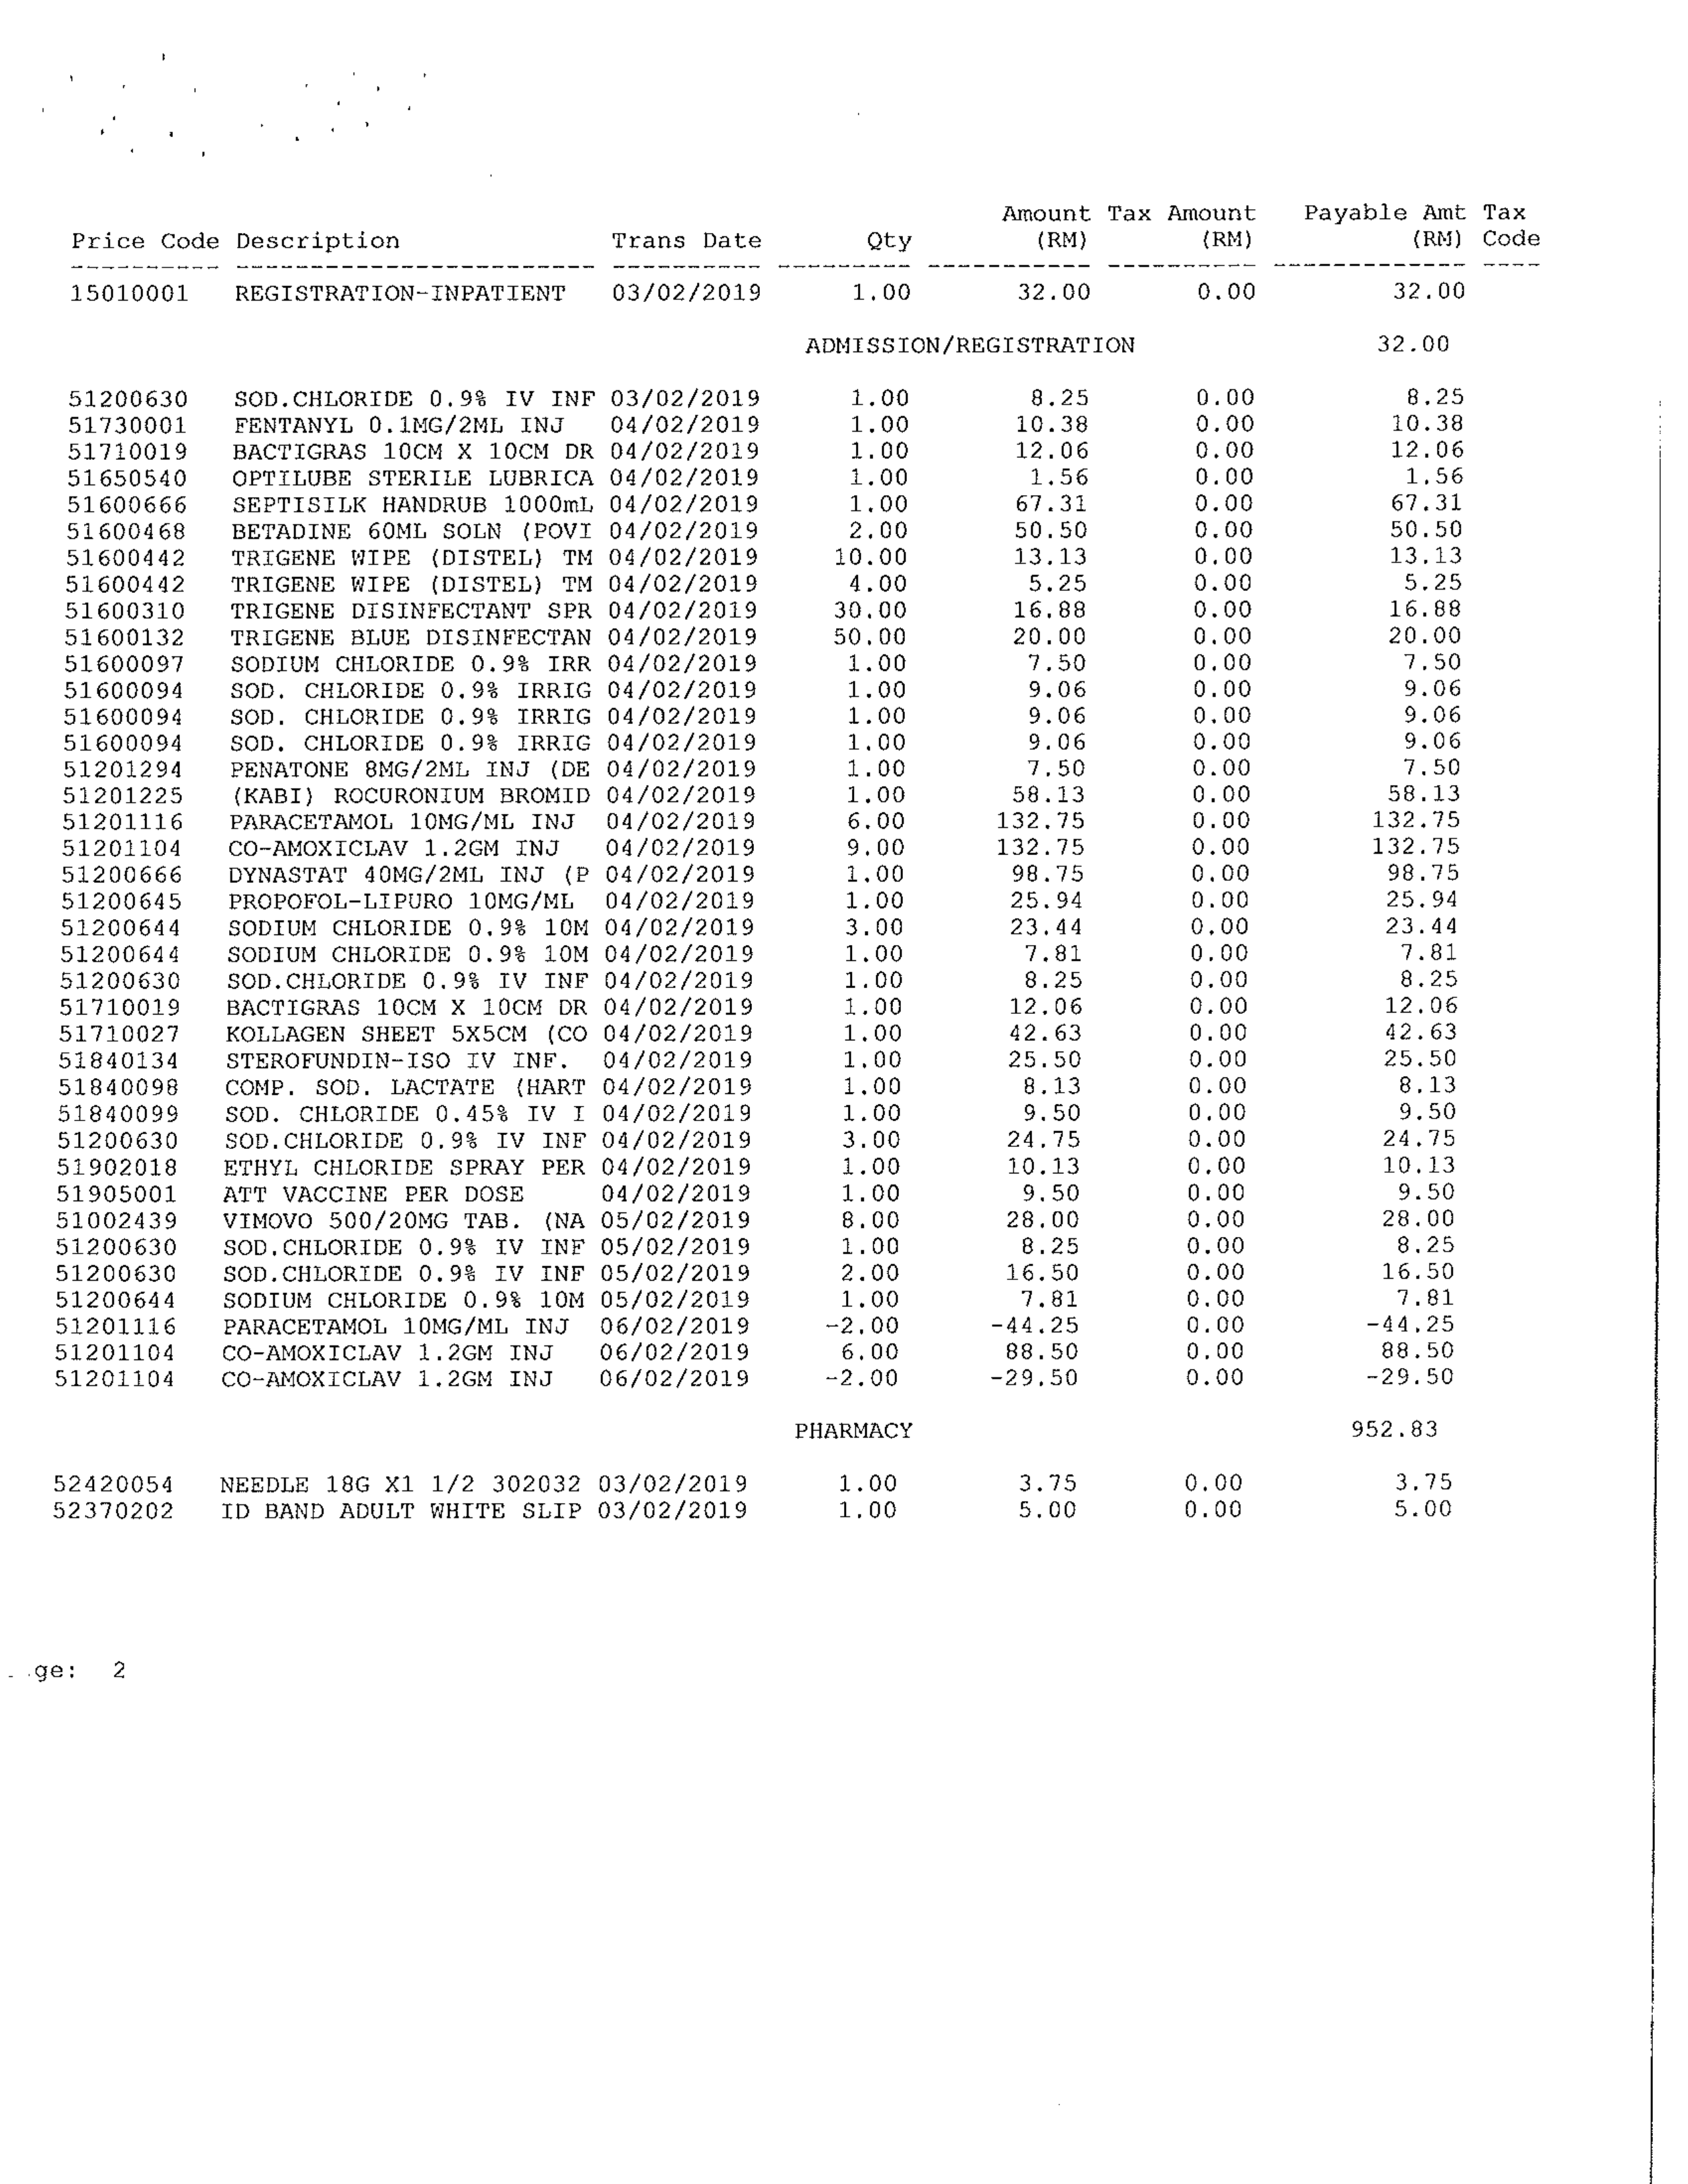 Amount Tax Amount Payable Amt Tax
Price Code Description Trans Date Qty (RM) (RM) (RM) Code
15010001 REGISTRATION-INPATIENT 03/02/2019 1.00 32.00 0.00 32.00
ADMISSION/REGISTRATION 32.00
51200630 SOD.CHLORIDE 0.9% IV INF 03/02/2019 1.00 8.25 0.00 8.25
51730001 FENTANYL 0.1MG/2ML INJ 04/02/2019 1.00 10.38 0.00 10.38
51710019 BACTIGRAS 10CM X 10CM DR 04/02/2019 1.00 12.06 0.00 12.06
51650540 OPTILUBE STERILE LUBRICA 04/02/2019 1.00 1.56 0.00 1.56
51600666 SEPTISILK HANDRUB 1000mL 04/02/2019 1.00 67.31 0.00 67.31
51600468 BETADINE 60ML SOLN (POVI 04/02/2019 2.00 50.50 0.00 50.50
51600442 TRIGENE WIPE (DISTEL) TM 04/02/2019 10.00 13.13 0.00 13.13
51600442 TRIGENE WIPE (DISTEL) TM 04/02/2019 4.00 5.25 0.00 5.25
51600310 TRIGENE DISINFECTANT SPR 04/02/2019 30.00 16.88 0.00 16.88
51600132 TRIGENE BLUE DISINFECTAN 04/02/2019 50.00 20.00 0.00 20.00
51600097 SODIUM CHLORIDE 0.9% IRR 04/02/2019 1.00 7.50 0.00 7.50
51600094 SOD. CHLORIDE 0.9% IRRIG 04/02/2019 1.00 9.06 0.00 9.06
51600094 SOD. CHLORIDE 0.9% IRRIG 04/02/2019 1.00 9.06 0.00 9.06
51600094 SOD. CHLORIDE 0.9% IRRIG 04/02/2019 1.00 9.06 0.00 9.06
51201294 PENATONE 8MG/2ML INJ (DE 04/02/2019 1.00 7.50 0.00 7.50
51201225 (KABI) ROCURONIUM BROMID 04/02/2019 1.00 58.13 0.00 58.13
51201116 PARACETAMOL 10MG/ML INJ 04/02/2019 6.00 132.75 0.00 132.75
51201104 CO-AMOXICLAV 1.2GM INJ 04/02/2019 9.00 132.75 0.00 132.75
51200666 DYNASTAT 40MG/2ML INJ (P 04/02/2019 1.00 98.75 0.00 98.75
51200645 PROPOFOL-LIPURO 10MG/ML 04/02/2019 1.00 25.94 0.00 25.94
51200644 SODIUM CHLORIDE 0.9% 10M 04/02/2019 3.00 23.44 0.00 23.44
51200644 SODIUM CHLORIDE 0.9% 10M 04/02/2019 1.00 7.81 0.00 7.81
51200630 SOD.CHLORIDE 0.9% IV INF 04/02/2019 1.00 8.25 0.00 8.25
51710019 BACTIGRAS 10CM X 10CM DR 04/02/2019 1.00 12.06 0.00 12.06
51710027 KOLLAGEN SHEET 5X5CM (CO 04/02/2019 1.00 42.63 0.00 42.63
51840134 STEROFUNDIN-ISO IV INF. 04/02/2019 1.00 25.50 0.00 25.50
51840098 COMP. SOD. LACTATE (HART 04/02/2019 1.00 8.13 0.00 8.13
51840099 SOD. CHLORIDE 0.45% IV I 04/02/2019 1.00 9.50 0.00 9.50
51200630 SOD.CHLORIDE 0.9% IV INF 04/02/2019 3.00 24.75 0.00 24.75
51902018 ETHYL CHLORIDE SPRAY PER 04/02/2019 1.00 10.13 0.00 10.13
51905001 ATT VACCINE PER DOSE 04/02/2019 1.00 9.50 0.00 9.50
51002439 VIMOVO 500/20MG TAB. (NA 05/02/2019 8.00 28.00 0.00 28.00
51200630 SOD.CHLORIDE 0.9% IV INF 05/02/2019 1.00 8.25 0.00 8.25
51200630 SOD.CHLORIDE 0.9% IV INF 05/02/2019 2.00 16.50 0.00 16.50
51200644 SODIUM CHLORIDE 0.9% 10M 05/02/2019 1.00 7.81 0.00 7.81
51201116 PARACETAMOL 10MG/ML INJ 06/02/2019 -2.00 -44.25 0.00 -44.25
51201104 CO-AMOXICLAV 1.2GM INJ 06/02/2019 6.00 88.50 0.00 88.50
51201104 CO-AMOXICLAV 1.2GM INJ 06/02/2019 -2.00 -29.50 0.00 -29.50
PHARMACY 952.83
52420054 NEEDLE 18G X1 1/2 302032 03/02/2019 1.00 3.75 0.00 3.75
52370202 ID BAND ADULT WHITE SLIP 03/02/2019 1.00 5.00 0.00 5.00
ge: 2